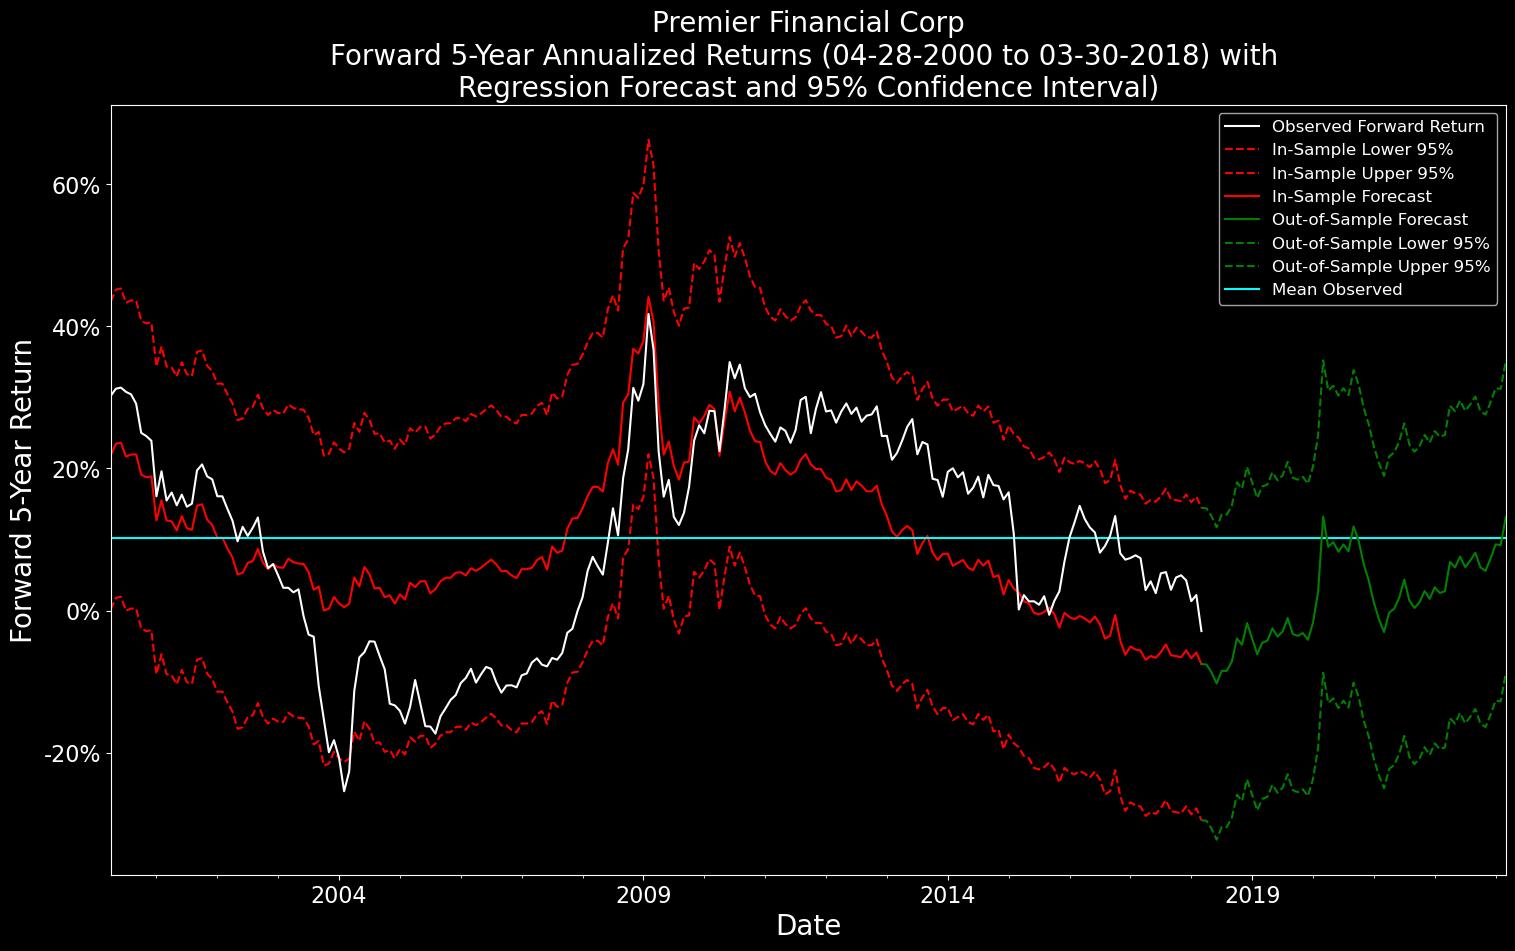 Premier Financial Corp
Forward 5-Year Annualized Returns (04-28-2000 to 03-30-2018) with
Regression Forecast and 95% Confidence Interval)
Observed Forward Return
In-Sample Lower 95%
In-Sample Upper 95%
In-Sample Forecast
Out-of-Sample Forecast
Out-of-Sample Lower 95%
Out-of-Sample Upper 95%
Mean Observed
Forward 5-Year Return
60%
40%
20%
0%
-20%
2004
2009
2014
2019
Date